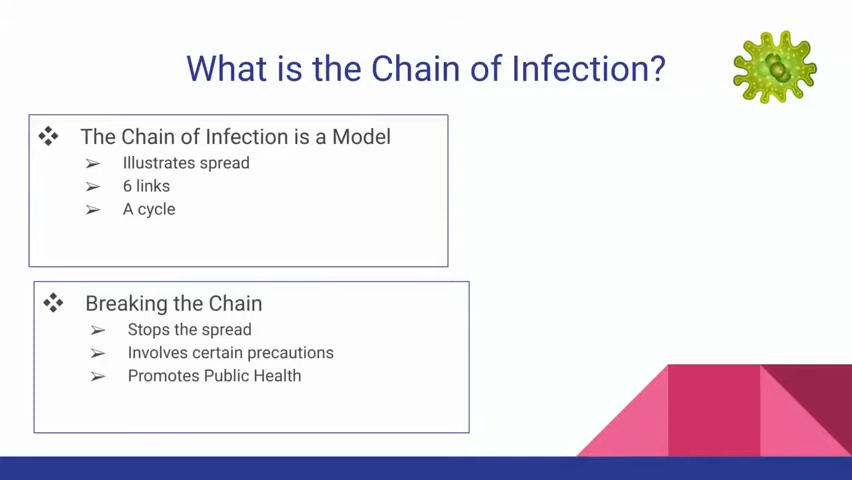 What is the Chain of Infection?
❖ The Chain of Infection is a Model
➢ Illustrates spread
➢ 6 links
➢ A cycle
❖ Breaking the Chain
➢ Stops the spread
➢ Involves certain precautions
➢ Promotes Public Health